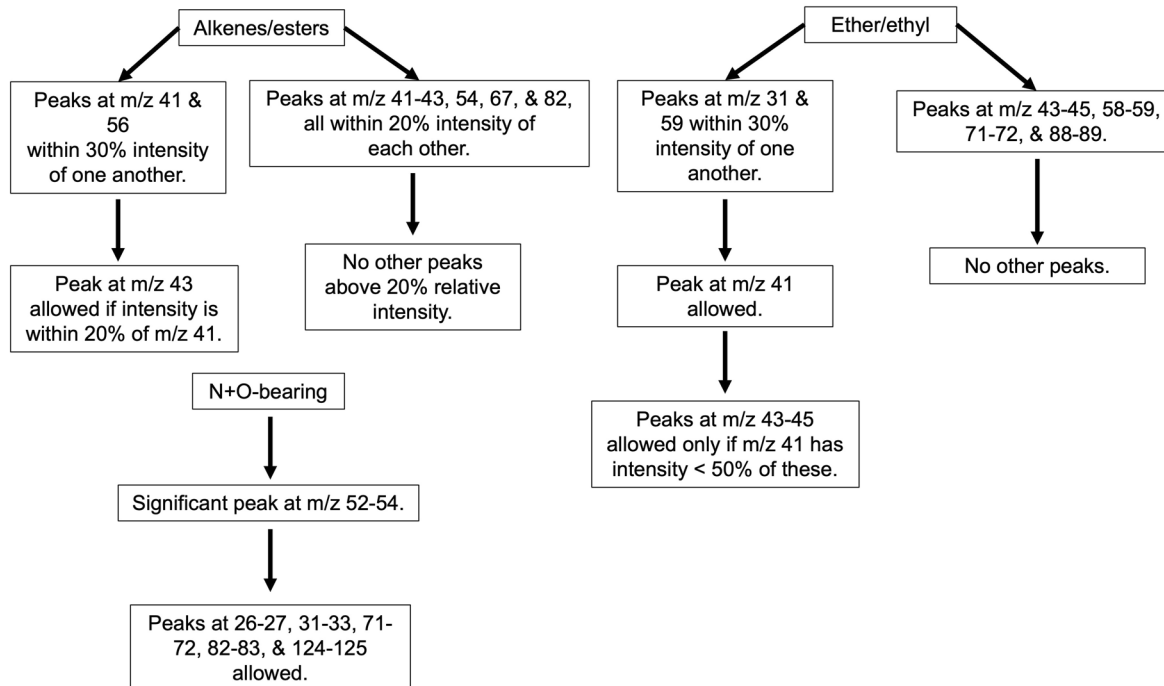 Alkenes/esters
Peaks at m/z 41 &
56
within 30% intensity
of one another.
Peak at m/z 43
allowed if intensity is
within 20% of m/z 41.
Peaks at m/z 41-43, 54, 67, & 82,
all within 20% intensity of
each other.
No other peaks
above 20% relative
intensity.
Ether/ethyl
Peaks at m/z 31
& 59 within 30%
intensity of one
another.
Peak at m/z 41
allowed.
Peaks at m/z 43-45
allowed only if m/z 41 has
intensity < 50% of these.
Peaks at m/z 43-45, 58-59,
71-72, & 88-89.
No other peaks.
N+O-bearing
Significant peak at m/z 52-54.
Peaks at 26-27, 31-33, 71-
72, 82-83, & 124-125
allowed.